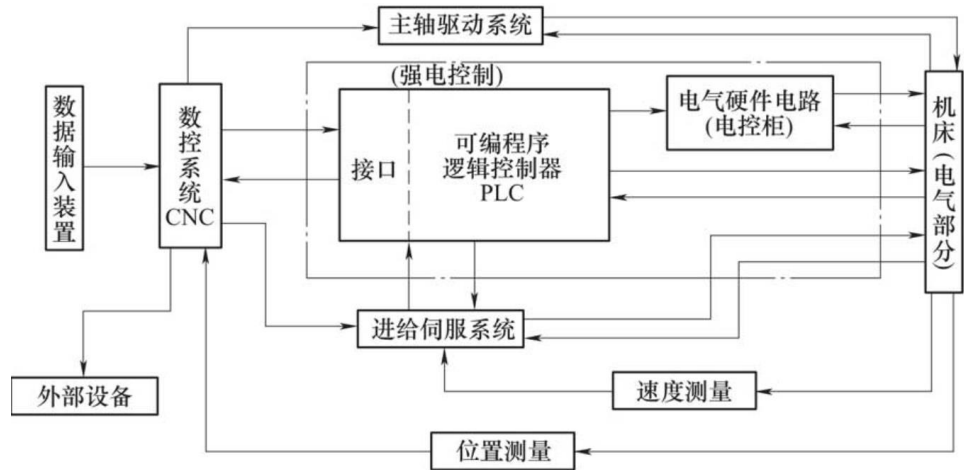 主轴驱动系统
(强电控制)
数据输入装置
数控系统
CNC
接口
可编程序
逻辑控制器
PLC
电气硬件电路
(电控柜)
机床(电气部分)
进给伺服系统
外部设备
速度测量
位置测量